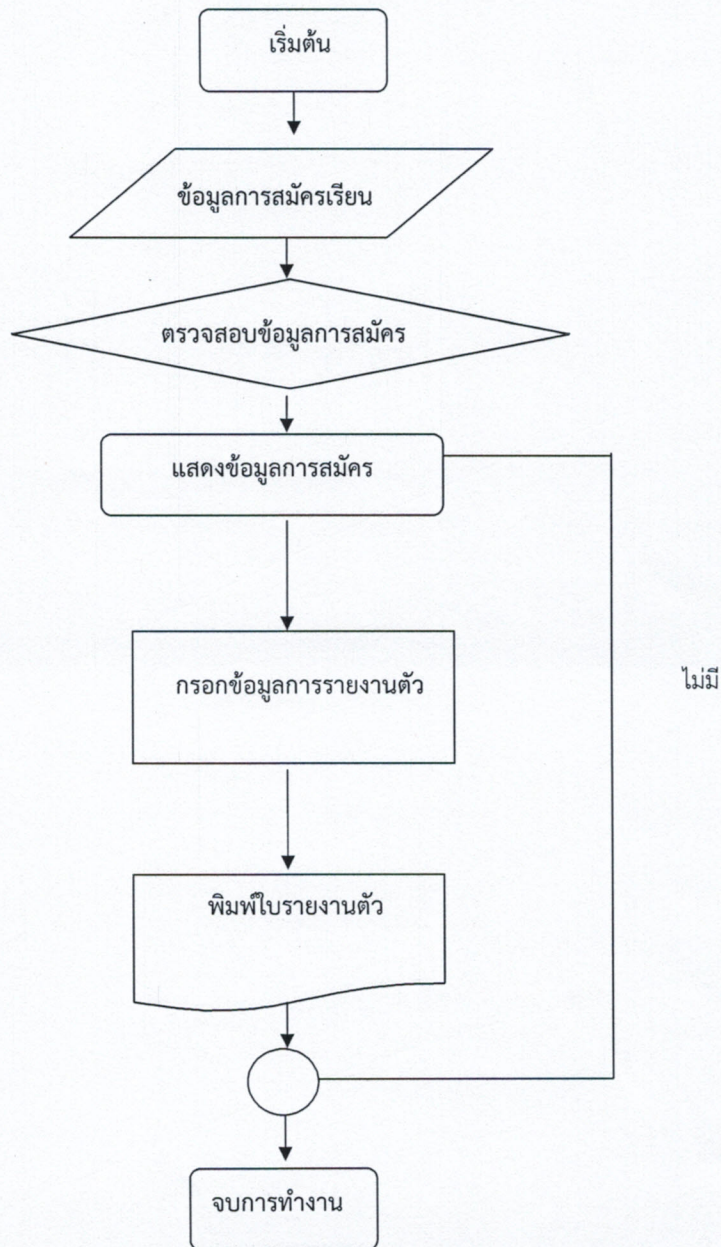 เริ่มต้น
ข้อมูลการสมัครเรียน
ตรวจสอบข้อมูลการสมัคร
แสดงข้อมูลการสมัคร
กรอกข้อมูลการรายงานตัว
ไม่มี
พิมพ์ใบรายงานตัว
จบการทำงาน